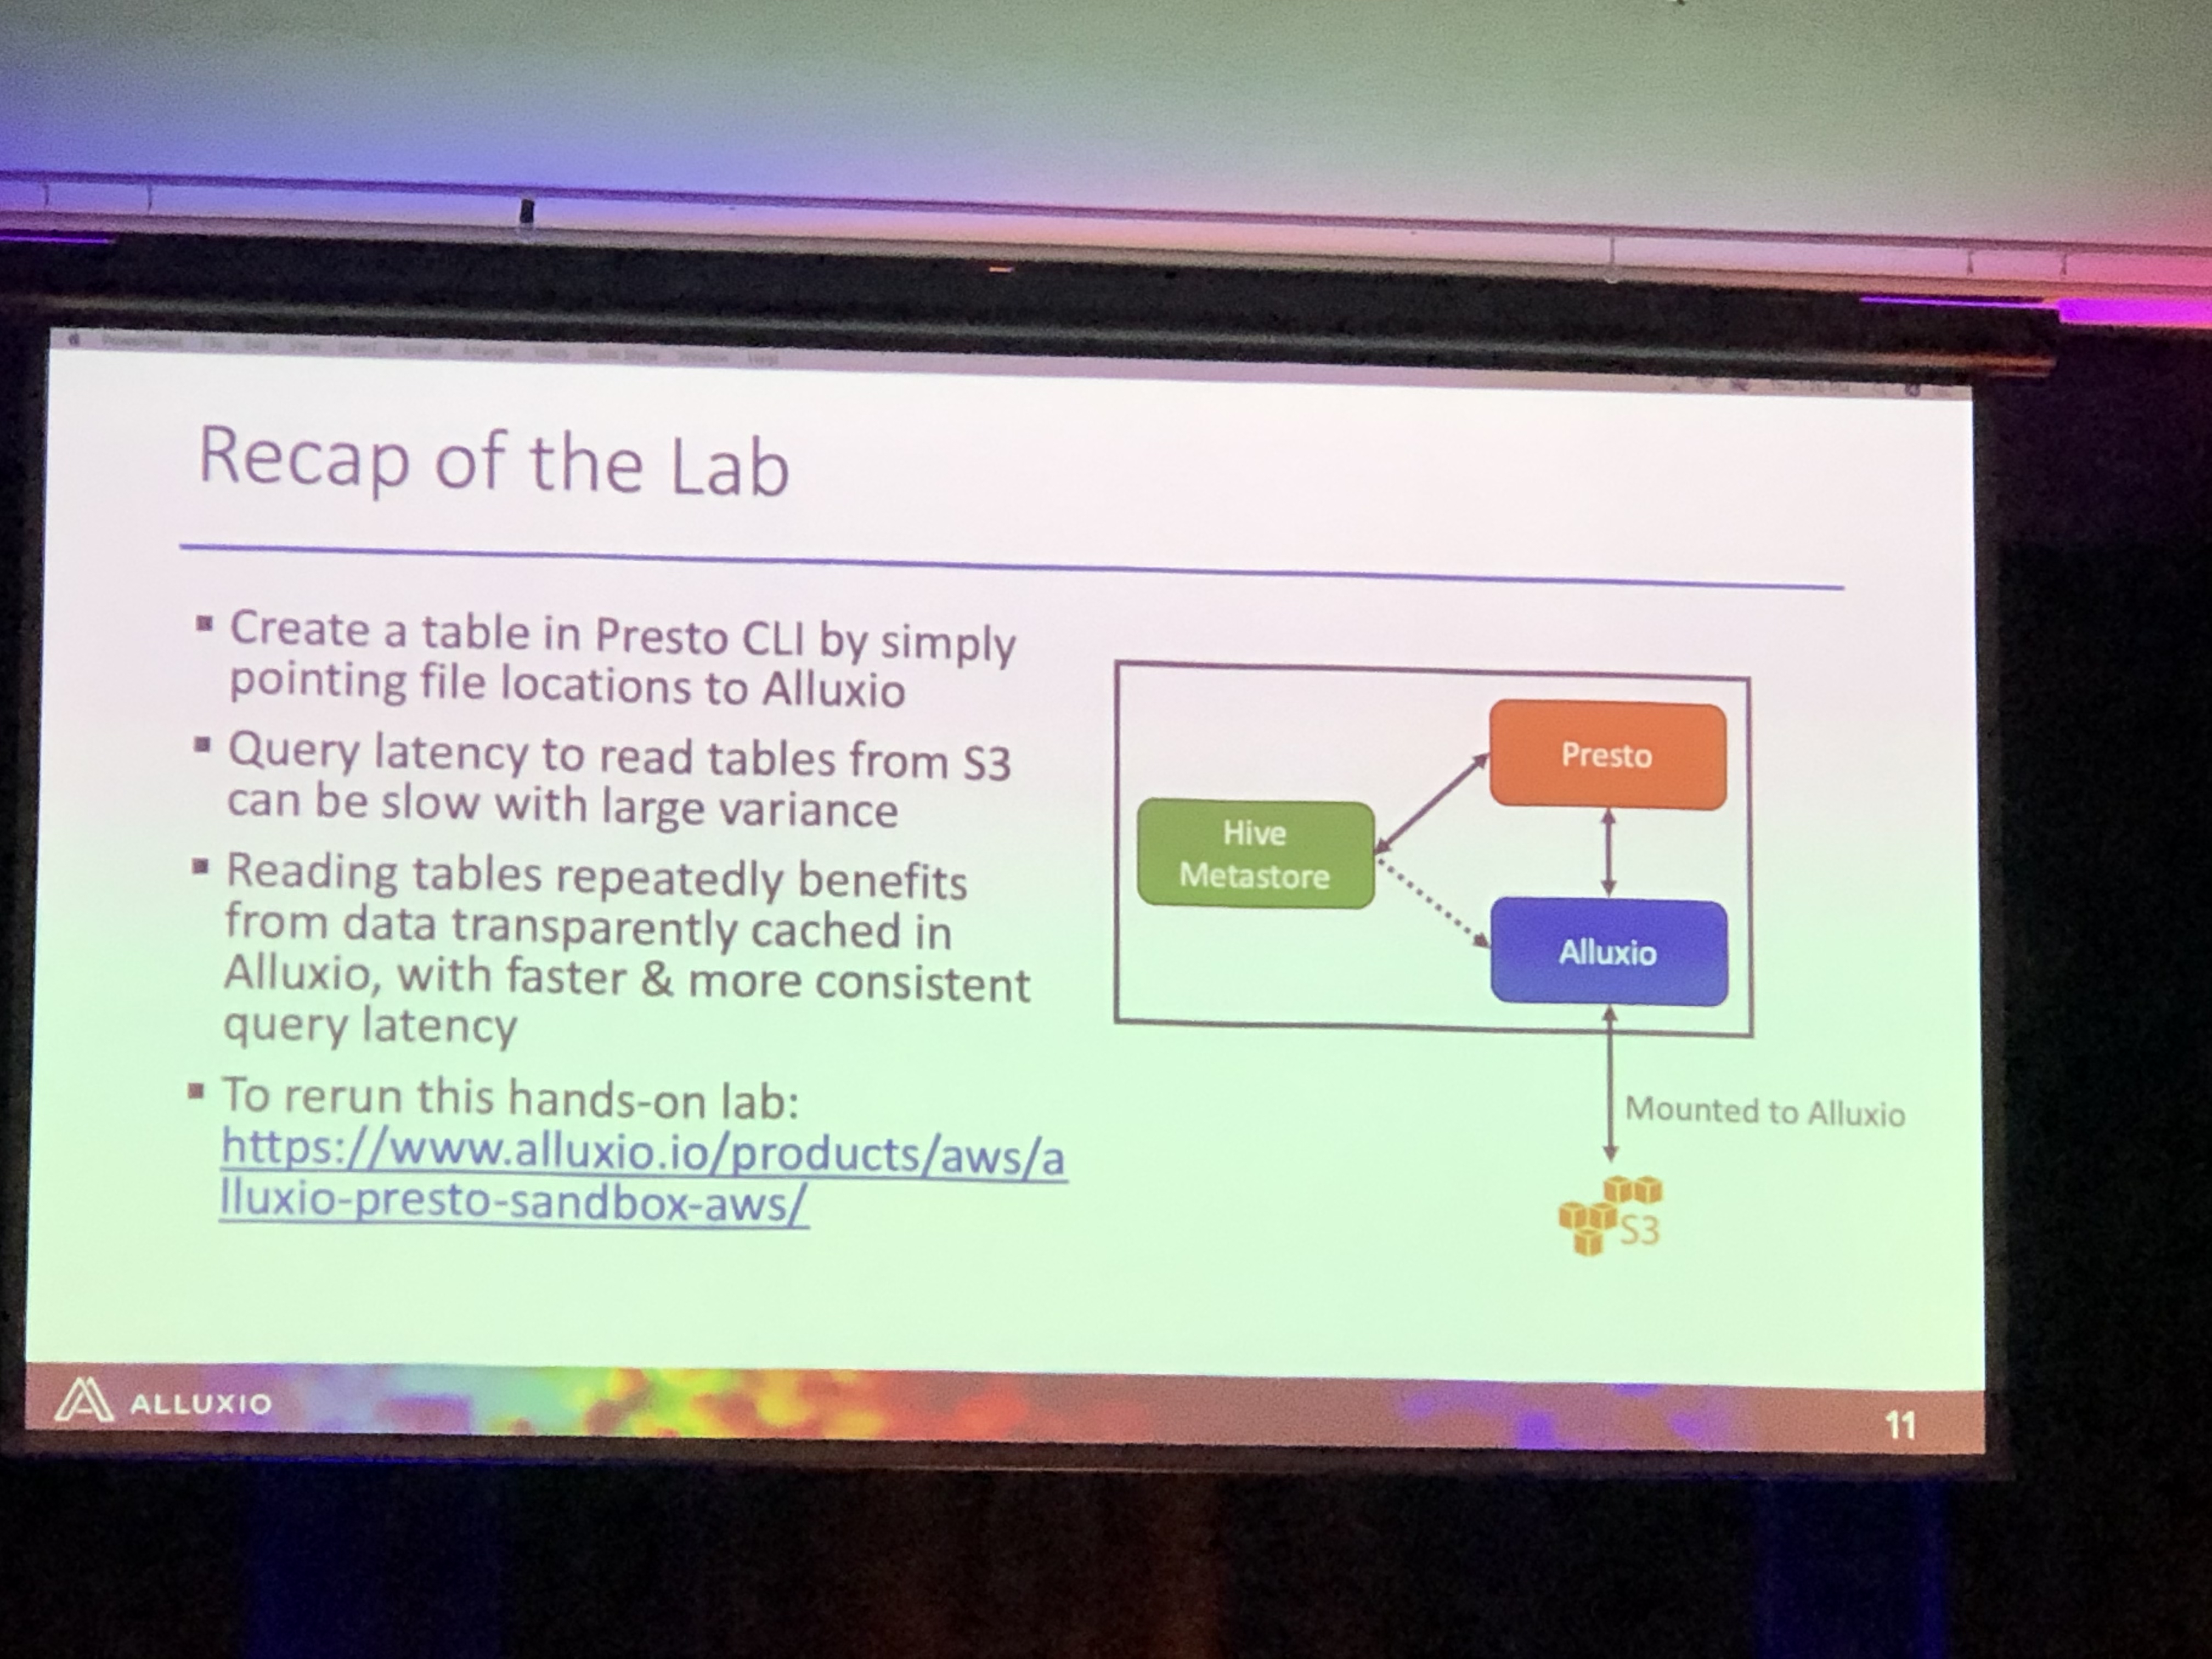 Recap of the Lab
▪ Create a table in Presto CLI by simply
pointing file locations to Alluxio
▪ Query latency to read tables from S3
can be slow with large variance
▪ Reading tables repeatedly benefits
from data transparently cached in
Alluxio, with faster & more consistent
query latency
▪ To rerun this hands-on lab:
https://www.alluxio.io/products/aws/a
lluxio-presto-sandbox-aws/
Presto
Hive
Metastore
Alluxio
Mounted to Alluxio
S3
ALLUXIO
11